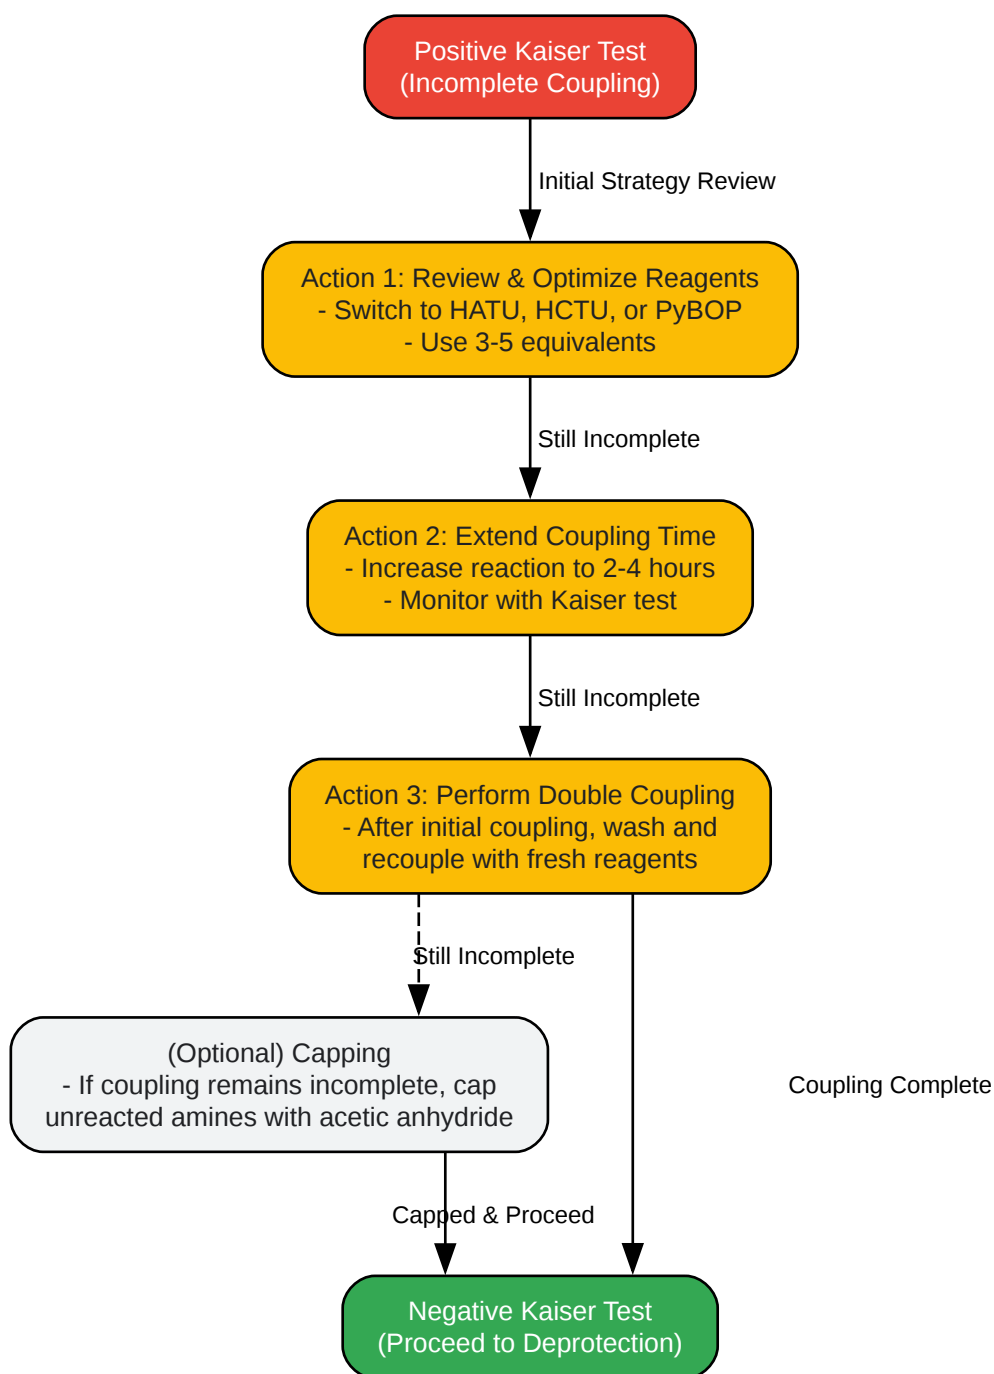 Positive Kaiser Test
(Incomplete Coupling)
Initial Strategy Review
Action 1: Review & Optimize Reagents
- Switch to HATU, HCTU, or PyBOP
- Use 3-5 equivalents
Still Incomplete
Action 2: Extend Coupling Time
- Increase reaction to 2-4 hours
- Monitor with Kaiser test
Still Incomplete
Action 3: Perform Double Coupling
- After initial coupling, wash and
recouple with fresh reagents
Still Incomplete
(Optional) Capping
- If coupling remains incomplete, cap
unreacted amines with acetic anhydride
Coupling Complete
Capped & Proceed
Negative Kaiser Test
(Proceed to Deprotection)